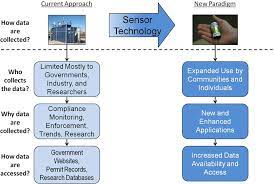 Current Approach
Sensor
Technology
New Paradigm
How data
are
collected?
Who
collects
the data?
Limited Mostly to
Governments,
Industry, and
Researchers
Expanded Use by
Communities and
Individuals
Why data
are
collected?
Compliance
Monitoring,
Enforcement,
Trends, Research
New and
Enhanced
Applications
How data
are
accessed?
Government
Websites,
Permit Records,
Research Databases
Increased Data
Availability and
Access